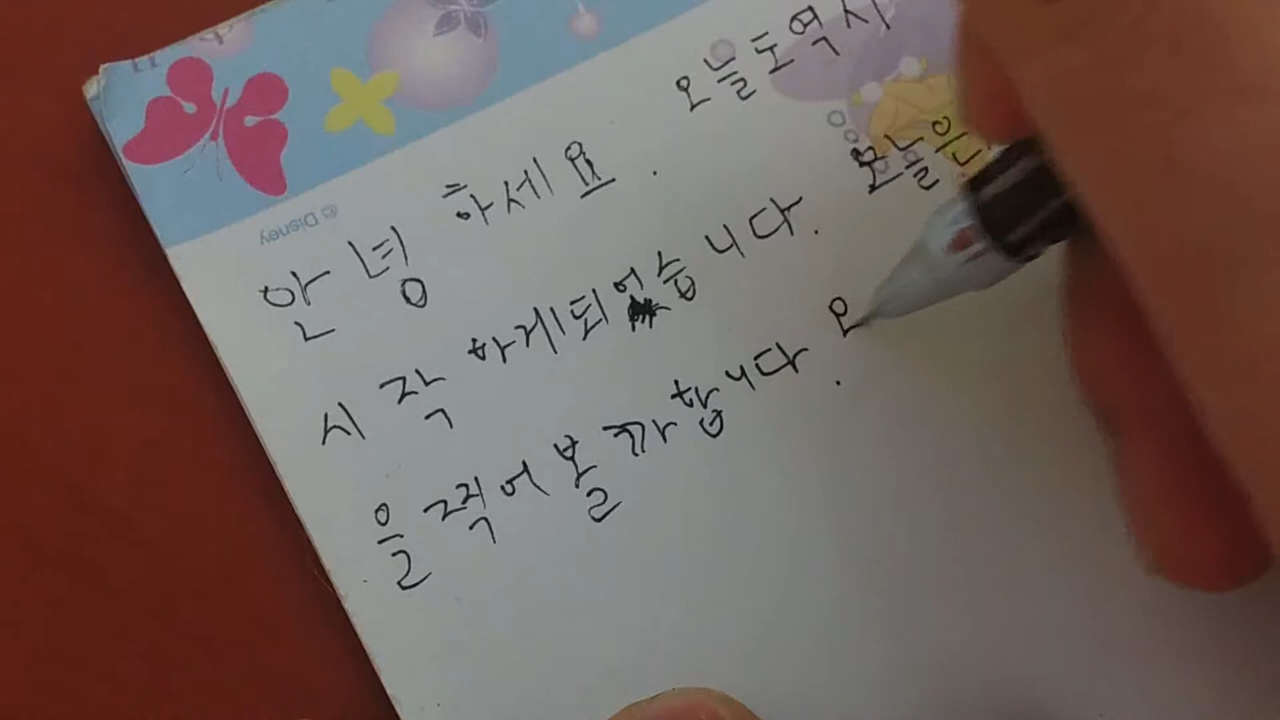 안녕 하세요. 오늘도 역시
시작 하게되었습니다. 오늘은
을 찍어볼까합니다. 오
© Disney